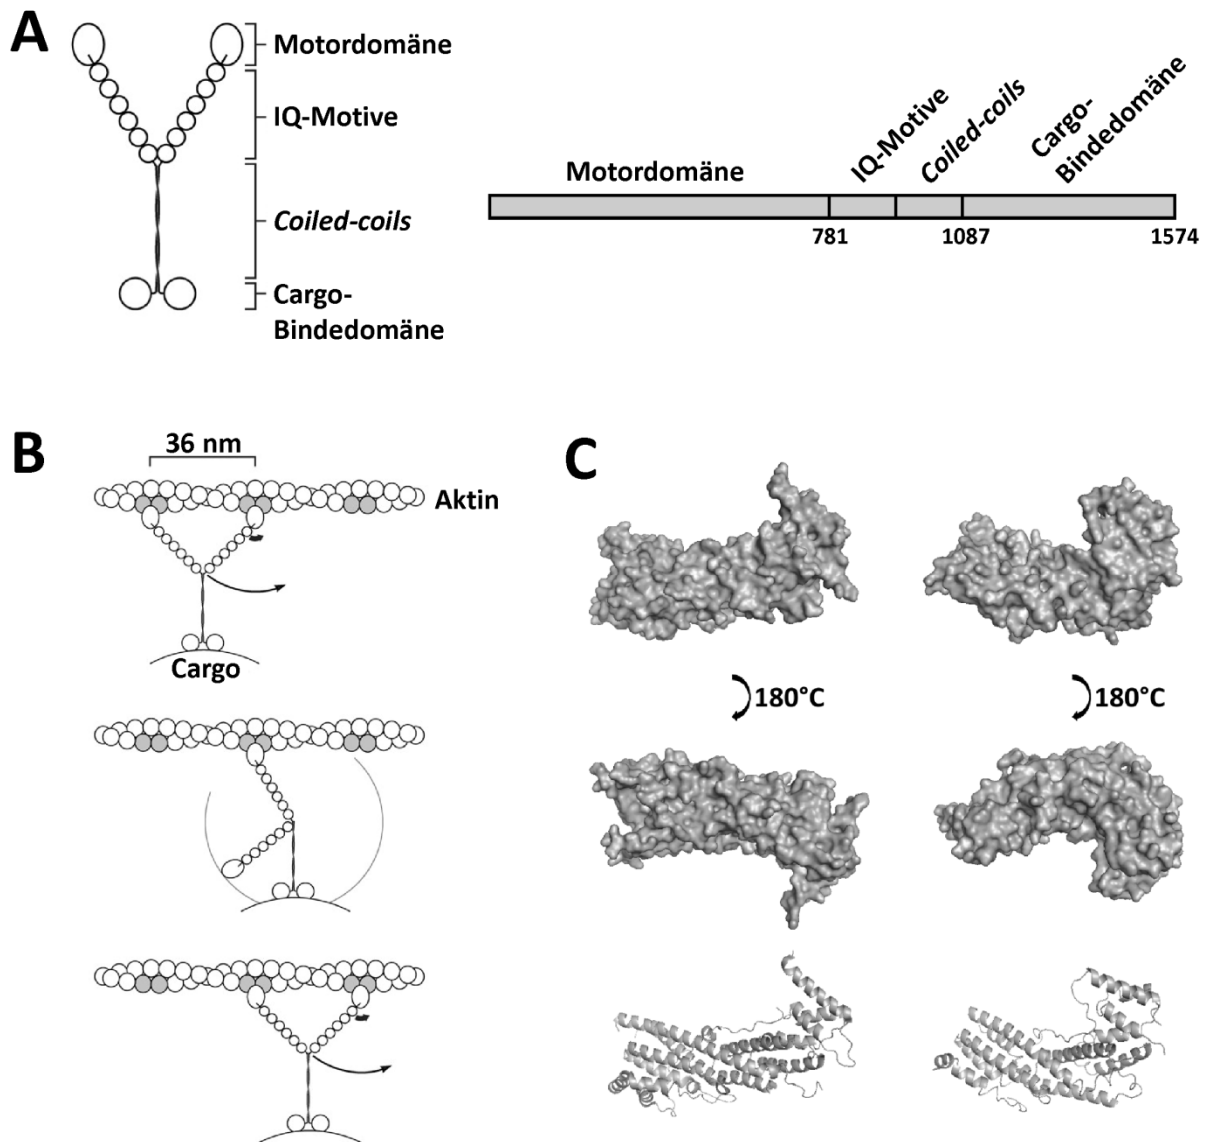 A
Motordomäne
IQ-Motive
Coiled-coils
Cargo-
Bindedomäne
Motordomäne
IQ-Motive
Coiled-coils
Cargo-
Bindedomäne
781
1087
1574
B
36 nm
Aktin
Cargo
C
180°C
180°C